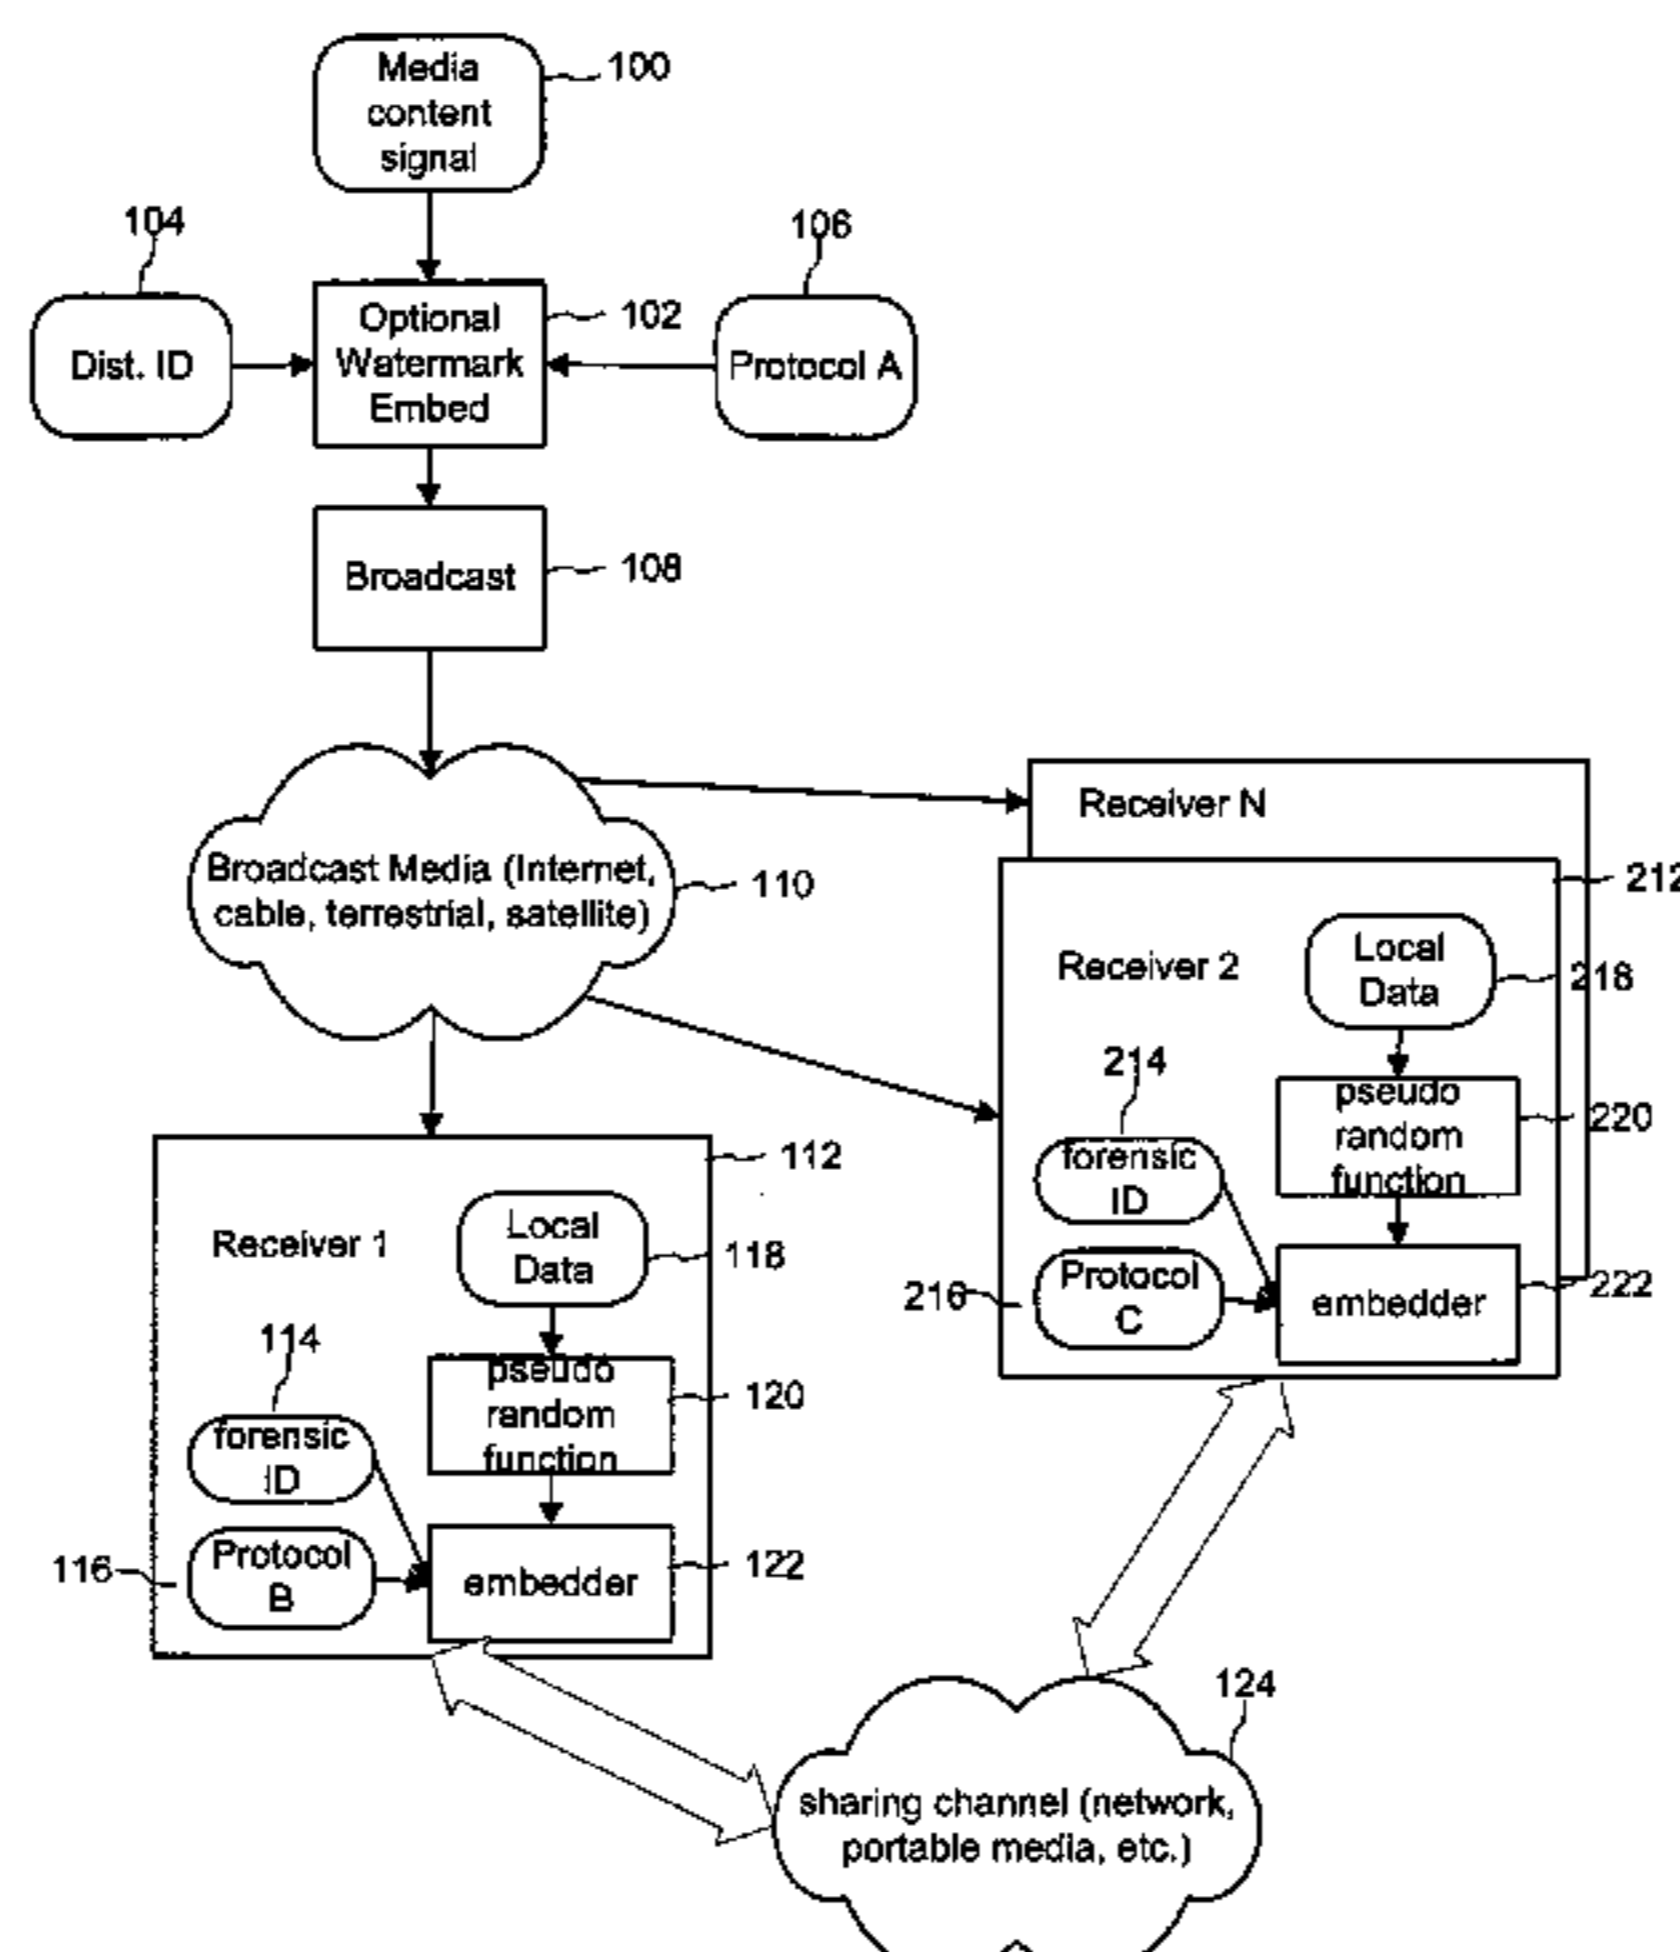 Media
content
signal
100
104
106
Dist. ID
Optional
Watermark
Embed
102
Protocol A
Broadcast
108
Broadcast Media (Internet,
cable, terrestrial, satellite)
110
Receiver N
212
Receiver 2
Local
Data
218
214
pseudo
random
function
220
forensic
ID
216
Protocol
C
embedder
222
112
Receiver 1
Local
Data
118
114
pseudo
random
function
120
forensic
ID
116
Protocol
B
embedder
122
124
sharing channel (network,
portable media, etc.)